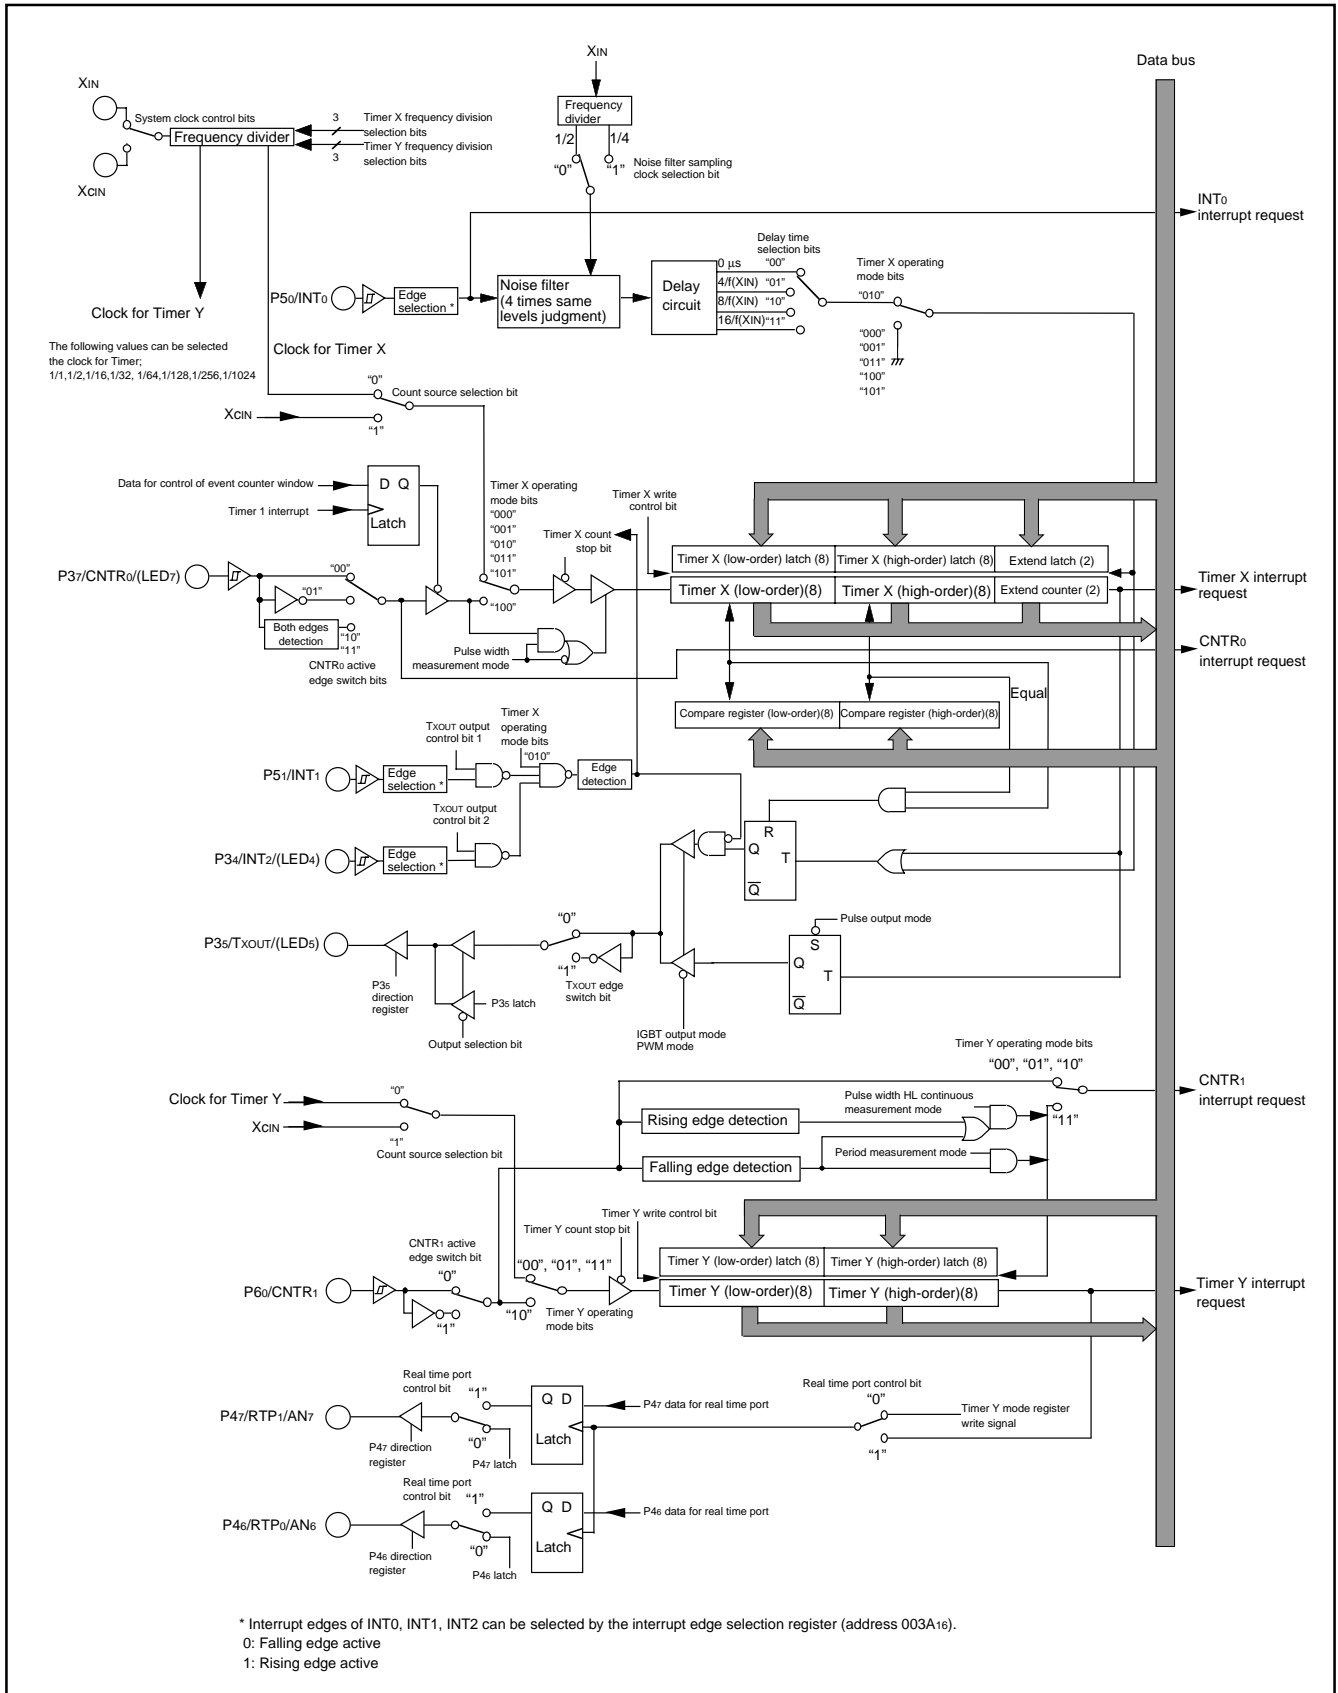 XIN
Data bus
XIN
System clock control bits
Frequency divider
3
Timer X frequency division
selection bits
Timer Y frequency division
3
selection bits
XCIN
Frequency
divider
1/2
1/4
“0”
“1”
Noise filter sampling
clock selection bit
INT0
interrupt request
Delay time
selection bits
0 μs “00”
4/f(XIN) “01”
8/f(XIN) “10”
16/f(XIN) “11”
Timer X operating
mode bits
“010”
“000”
“001”
“011”
“100”
“101”
P50/INT0
Edge
selection *
Noise filter
(4 times same
levels judgment)
Delay
circuit
Clock for Timer Y
The following values can be selected
the clock for Timer;
1/1,1/2,1/16,1/32, 1/64,1/128,1/256,1/1024
Clock for Timer X
“0”
Count source selection bit
XCIN
“1”
Data for control of event counter window
D Q
Timer 1 interrupt
Latch
Timer X operating
mode bits
“000”
“001”
“010”
“011”
“101”
“100”
Timer X count
stop bit
Timer X write
control bit
Timer X (low-order) latch (8)
Timer X (high-order) latch (8)
Extend latch (2)
Timer X (low-order)(8)
Timer X (high-order)(8)
Extend counter (2)
Timer X interrupt
request
P37/CNTR0/(LED7)
“00”
“01”
Both edges
detection
“10”
“11”
CNTR0 active
edge switch bits
Pulse width
measurement mode
CNTR0
interrupt request
Equal
Compare register (low-order)(8)
Compare register (high-order)(8)
TXOUT output
control bit 1
Timer X
operating
mode bits
“010”
P51/INT1
Edge
selection *
Edge
detection
TXOUT output
control bit 2
P34/INT2/(LED4)
Edge
selection *
R
Q
T
Q
Pulse output mode
S
Q
T
Q
P35/TXOUT/(LED5)
“0”
“1”
TXOUT edge
switch bit
P35
direction
register
P35 latch
Output selection bit
IGBT output mode
PWM mode
Timer Y operating mode bits
“00”, “01”, “10”
“11”
CNTR1
interrupt request
Clock for Timer Y
“0”
XCIN
“1”
Count source selection bit
Pulse width HL continuous
measurement mode
Rising edge detection
Period measurement mode
Falling edge detection
Timer Y write control bit
Timer Y count stop bit
CNTR1 active
edge switch bit
“0”
“1”
“00”, “01”, “11”
“10”
Timer Y operating
mode bits
Timer Y (low-order) latch (8)
Timer Y (high-order) latch (8)
Timer Y (low-order)(8)
Timer Y (high-order)(8)
P60/CNTR1
Timer Y interrupt
request
Real time port
control bit
“1”
“0”
Q D
Latch
P47 data for real time port
P47/RTP1/AN7
P47 direction
register
P47 latch
Real time port control bit
“0”
“1”
Timer Y mode register
write signal
Real time port
control bit
“1”
“0”
Q D
Latch
P46 data for real time port
P46/RTP0/AN6
P46 direction
register
P46 latch
* Interrupt edges of INT0, INT1, INT2 can be selected by the interrupt edge selection register (address 003A16).
0: Falling edge active
1: Rising edge active